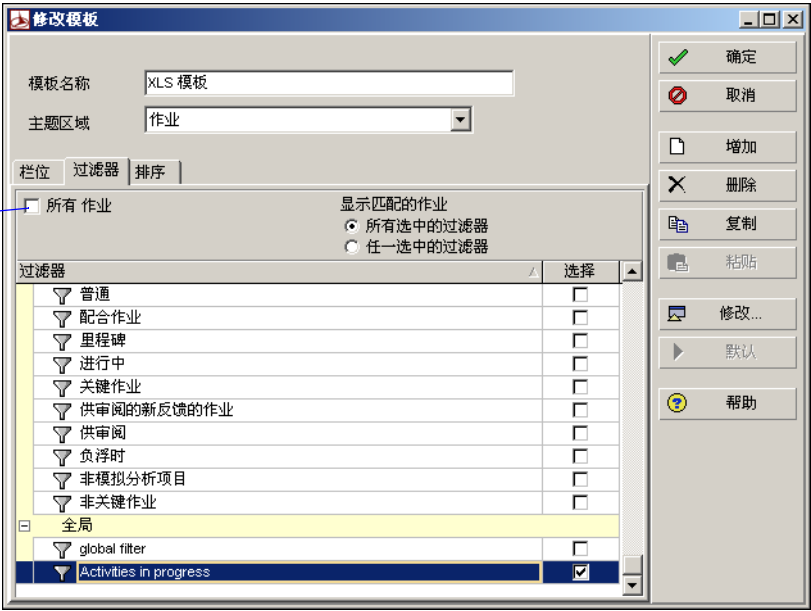 修改模板
模板名称 XLS 模板
主题区域 作业
栏位 过滤器 排序
所有 作业
显示匹配的作业
所有选中的过滤器
任一选中的过滤器
过滤器 选择
普通
配合作业
里程碑
进行中
关键作业
供审阅的新反馈的作业
供审阅
负浮时
非模拟分析项目
非关键作业
全局
global filter
Activities in progress
确定
取消
增加
删除
复制
粘贴
修改...
默认
帮助